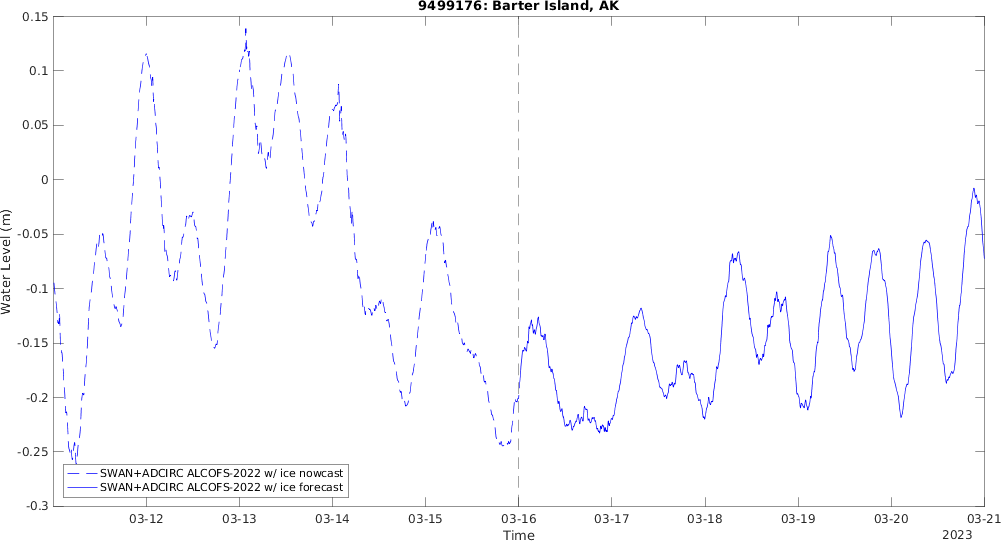 9499176: Barter Island, AK
0.15
0.1
0.05
0
-0.05
-0.1
-0.15
-0.2
-0.25
-0.3
Water Level (m)
SWAN+ADCIRC ALCOFS-2022 w/ ice nowcast
SWAN+ADCIRC ALCOFS-2022 w/ ice forecast
03-12 03-13 03-14 03-15 03-16 03-17 03-18 03-19 03-20 03-21
Time
2023